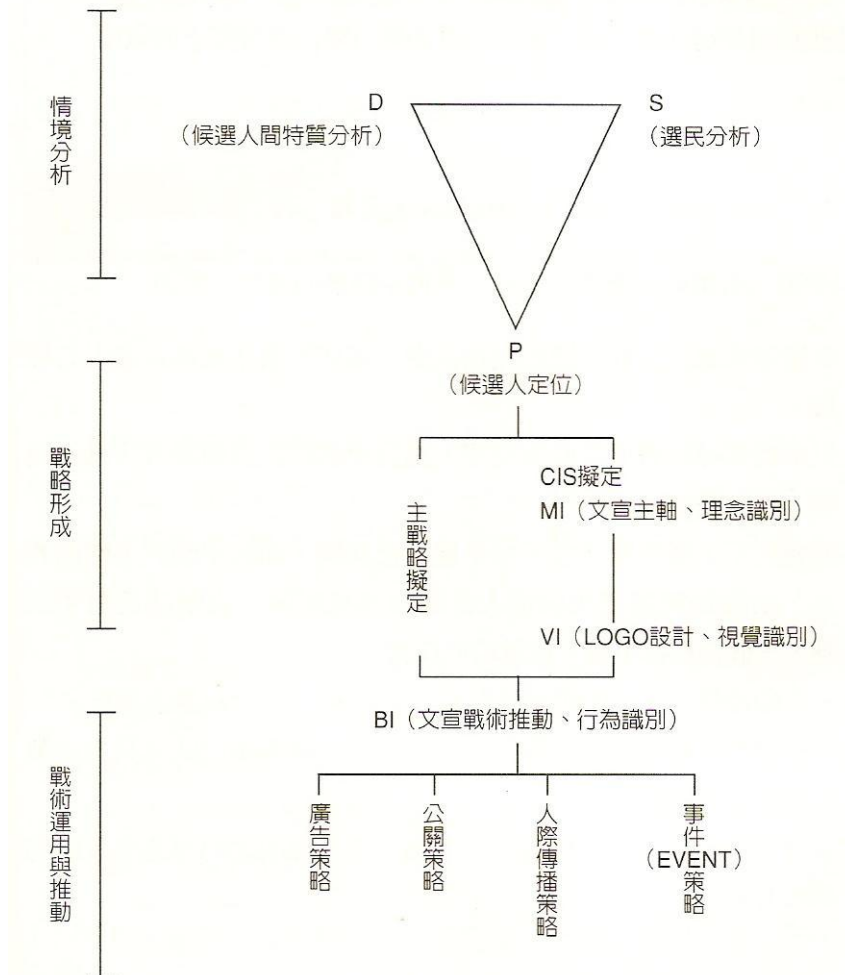 情境分析
D
（候選人間特質分析）
S
（選民分析）
P
（候選人定位）
戰略形成
主戰略擬定
CIS擬定
MI（文宣主軸、理念識別）
VI（LOGO設計、視覺識別）
BI（文宣戰術推動、行為識別）
戰術運用與推動
廣告策略
公關策略
人際傳播策略
事件（EVENT）策略